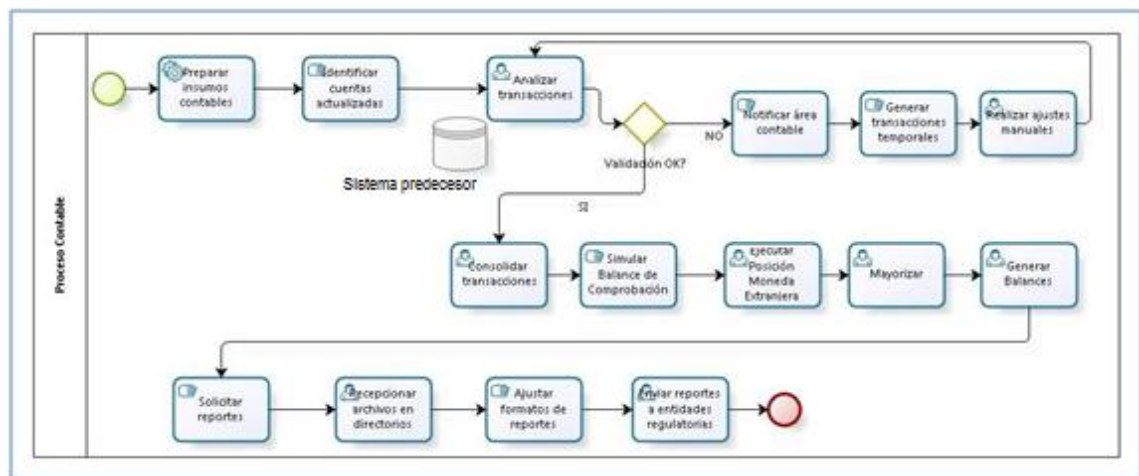 Proceso Contable
Preparar
insumos
contables
Identificar
cuentas
actualizadas
Analizar
transacciones
Sistema predecesor
Validación OK?
NO
SI
Notificar área
contable
Generar
transacciones
temporales
Realizar ajustes
manuales
Consolidar
transacciones
Simular
Balance de
Comprobación
Ejecutar
Posición
Moneda
Extranjera
Mayorizar
Generar
Balances
Solicitar
reportes
Recepcionar
archivos en
directorios
Ajustar
formatos de
reportes
Enviar reportes
a entidades
regulatorias